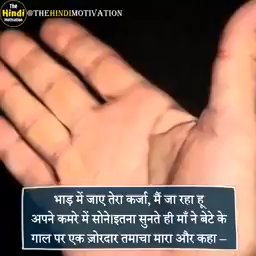 The
Hindi
Motivation
@THEHINDIMOTIVATION
भाड़ में जाए तेरा कर्जा, मैं जा रहा हू
अपने कमरे में सोने।इतना सुनते ही माँ ने बेटे के
गाल पर एक ज़ोरदार तमाचा मारा और कहा –